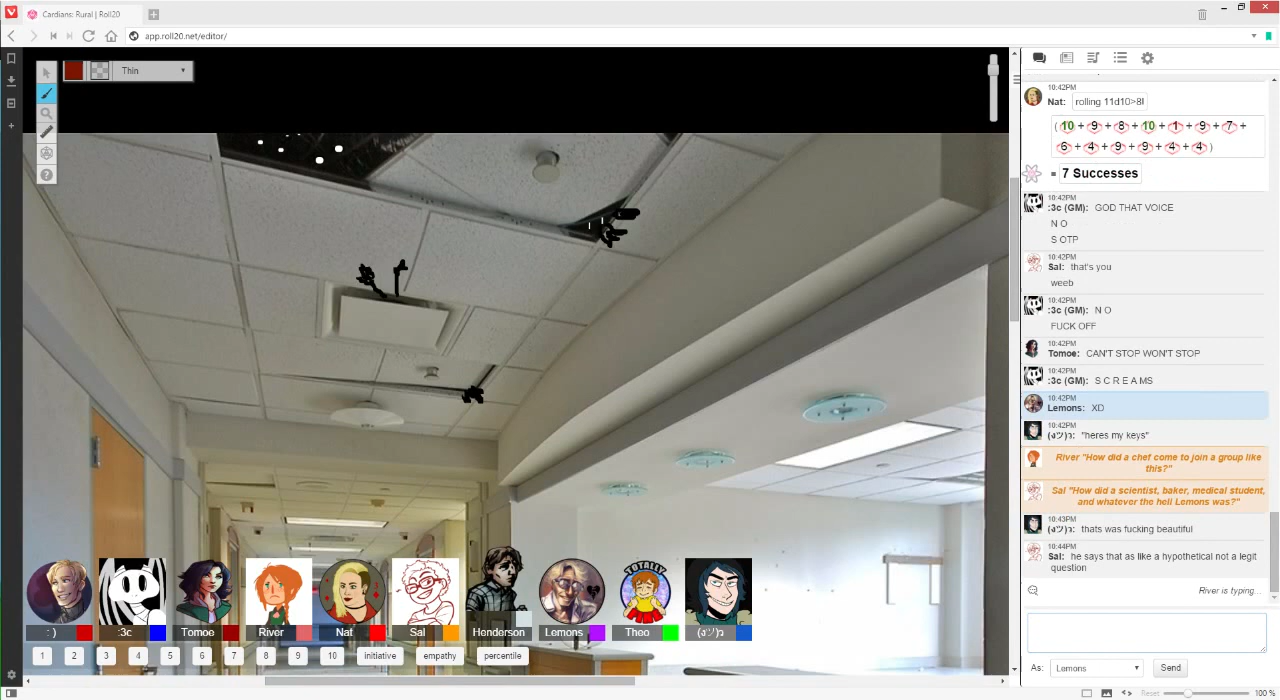 Cardians: Rural | Roll20
app.roll20.net/editor/
Thin
10:42PM
Nat: rolling 11d10>8!
(10+9+8+10+1+9+7+
6+4+9+9+4+4)
= 7 Successes
10:42PM
:3c (GM): GOD THAT VOICE
N O
S OTP
10:42PM
Sal: that's you
weeb
10:42PM
:3c (GM): N O
FUCK OFF
10:42PM
Tomoe: CAN'T STOP WON'T STOP
10:42PM
:3c (GM): S C R E A MS
10:42PM
Lemons: XD
10:42PM
"heres my keys"
River "How did a chef come to join a group like
this?"
Sal "How did a scientist, baker, medical student,
and whatever the hell Lemons was?"
10:43PM
thats was fucking beautiful
10:44PM
Sal: he says that as like a hypothetical not a legit
question
River is typing...
As: Lemons Send
TOTALLY
: ) :3c Tomoe River Nat Sal Henderson Lemons Theo
1 2 3 4 5 6 7 8 9 10 initiative empathy percentile
Reset 100 %